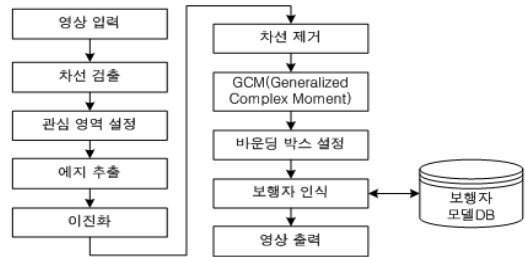 영상 입력
차선 검출
관심 영역 설정
에지 추출
이진화
차선 제거
GCM(Generalized
Complex Moment)
바운딩 박스 설정
보행자 인식
영상 출력
보행자
모델DB